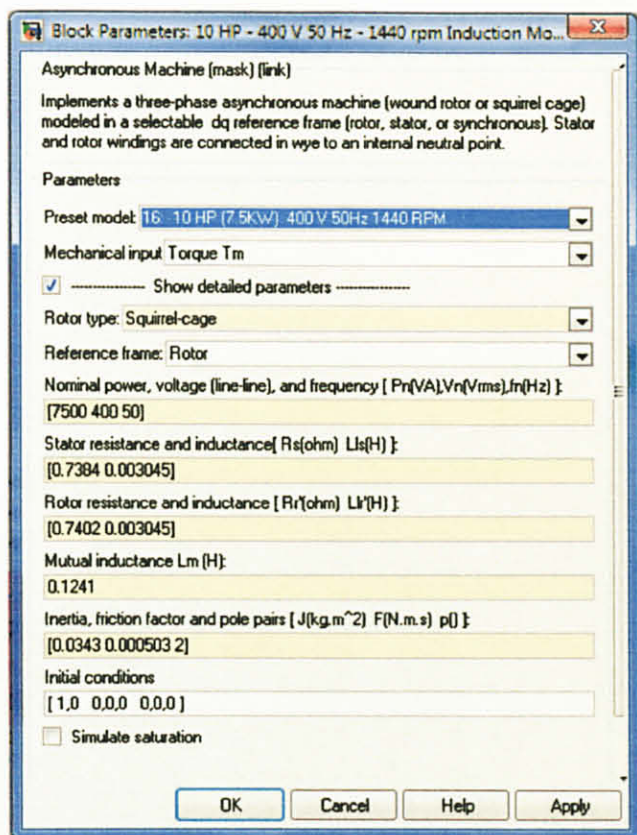 Block Parameters: 10 HP - 400 V 50 Hz - 1440 rpm Induction Mo...
Asynchronous Machine (mask) (link)
Implements a three-phase asynchronous machine (wound rotor or squirrel cage)
modeled in a selectable dq reference frame (rotor, stator, or synchronous). Stator
and rotor windings are connected in wye to an internal neutral point.
Parameters
Preset model: 16: 10 HP (7.5KW) 400 V 50Hz 1440 RPM
Mechanical input Torque Tm
---------------- Show detailed parameters ----------------
Rotor type: Squirrel-cage
Reference frame: Rotor
Nominal power, voltage (line-line), and frequency [ Pn(VA),Vn(Vrms),fn(Hz) ]:
[7500 400 50]
Stator resistance and inductance[ Rs(ohm) Lls(H) ]:
[0.7384 0.003045]
Rotor resistance and inductance [ Rr'(ohm) Llr'(H) ]:
[0.7402 0.003045]
Mutual inductance Lm (H):
0.1241
Inertia, friction factor and pole pairs [ J(kg.m^2) F(N.m.s) p() ]:
[0.0343 0.000503 2]
Initial conditions
[ 1,0 0,0,0 0,0,0 ]
Simulate saturation
OK Cancel Help Apply